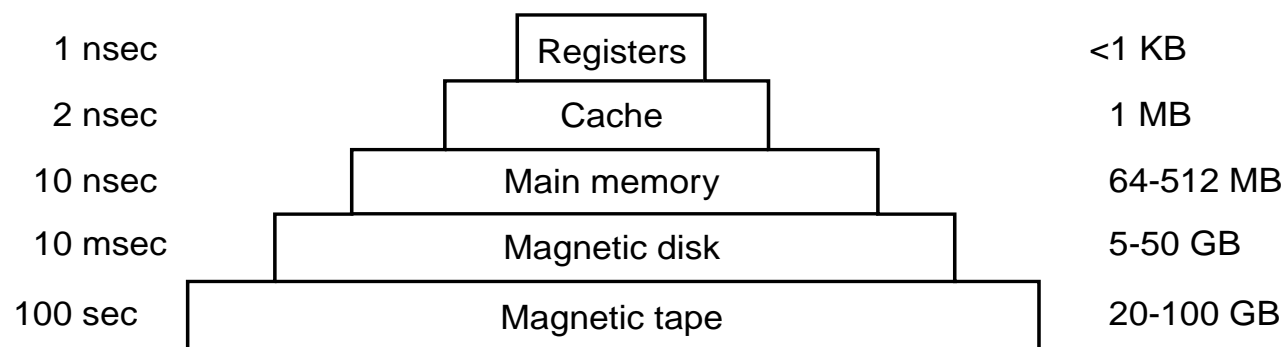 1 nsec Registers <1 KB
2 nsec Cache 1 MB
10 nsec Main memory 64-512 MB
10 msec Magnetic disk 5-50 GB
100 sec Magnetic tape 20-100 GB